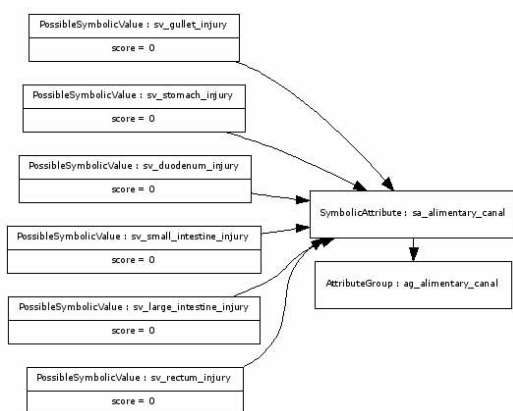 PossibleSymbolicValue : sv_gullet_injury
score = 0
PossibleSymbolicValue : sv_stomach_injury
score = 0
PossibleSymbolicValue : sv_duodenum_injury
score = 0
SymbolicAttribute : sa_alimentary_canal
PossibleSymbolicValue : sv_small_intestine_injury
score = 0
AttributeGroup : ag_alimentary_canal
PossibleSymbolicValue : sv_large_intestine_injury
score = 0
PossibleSymbolicValue : sv_rectum_injury
score = 0